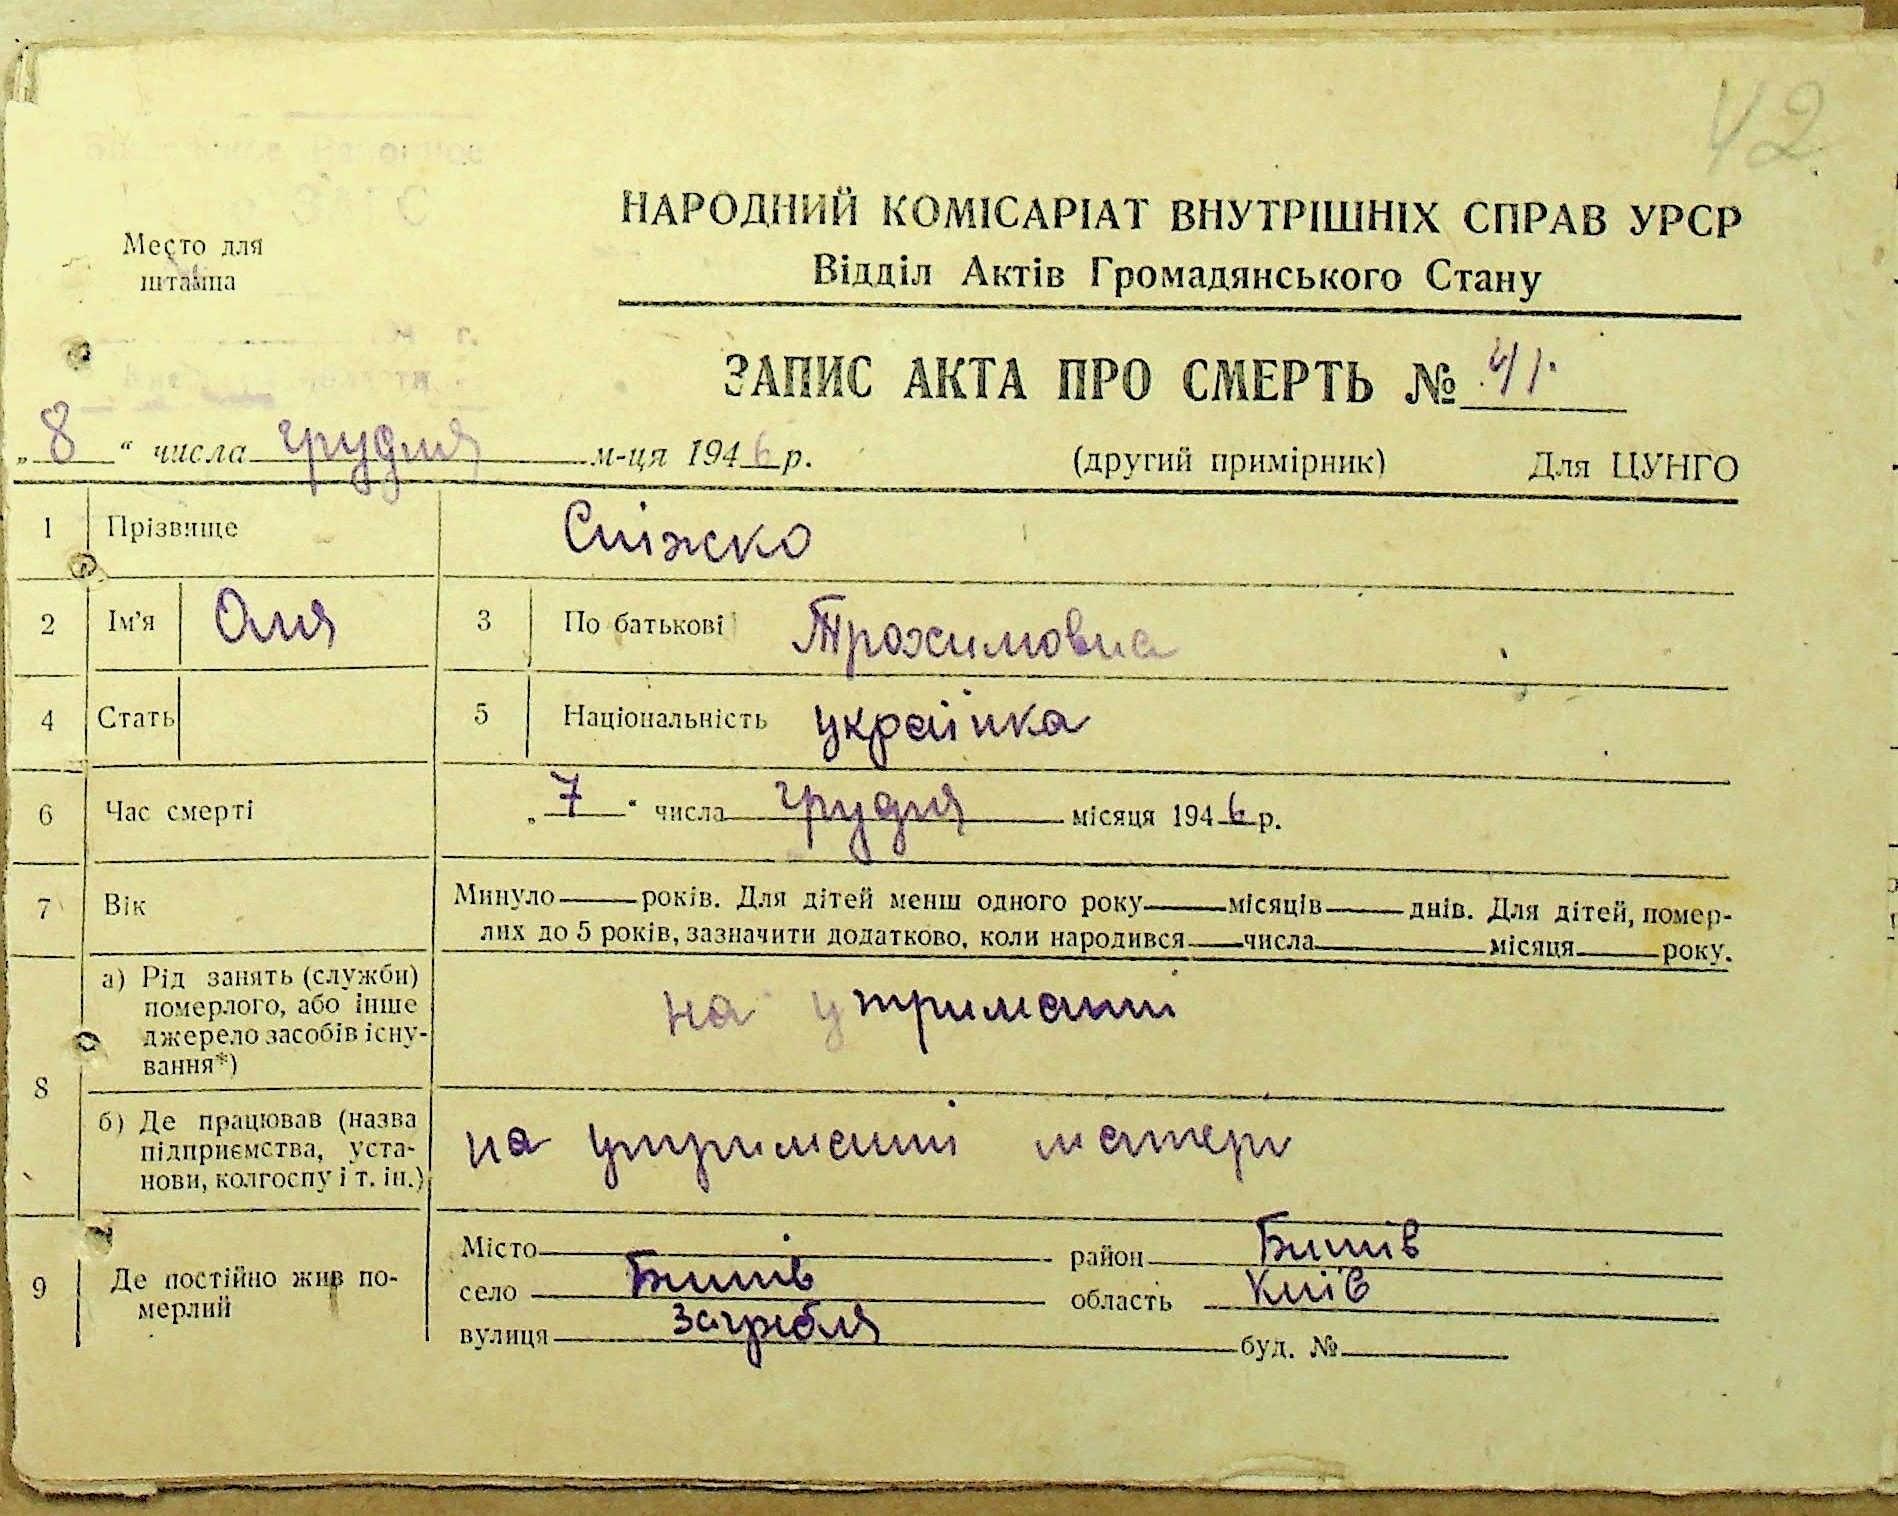 42
НАРОДНИЙ КОМІСАРІАТ ВНУТРІШНІХ СПРАВ УРСР
Відділ Актів Громадянського Стану
Место для
штампа
ЗАПИС АКТА ПРО СМЕРТЬ № 41.
„8“ числа грудня м-ця 1946 р. (другий примірник) Для ЦУНГО
1 Прізвище Сніжко
2 Ім'я Оля 3 По батькові Трохимовна
4 Стать 5 Національність українка
6 Час смерті „7“ числа грудня місяця 1946 р.
7 Вік Минуло років. Для дітей менш одного року місяців днів. Для дітей, помер-
лих до 5 років, зазначити додатково, коли народився числа місяця року.
8 а) Рід занять (служби)
померлого, або інше
джерело засобів існу-
вання*)
на утриманні
б) Де працював (назва
підприємства, уста-
нови, колгоспу і т. ін.)
на утриманні матери
9 Де постійно жив по-
мерлий
Місто район Бишів
село Бишів область Київ
вулиця Загребля буд. №